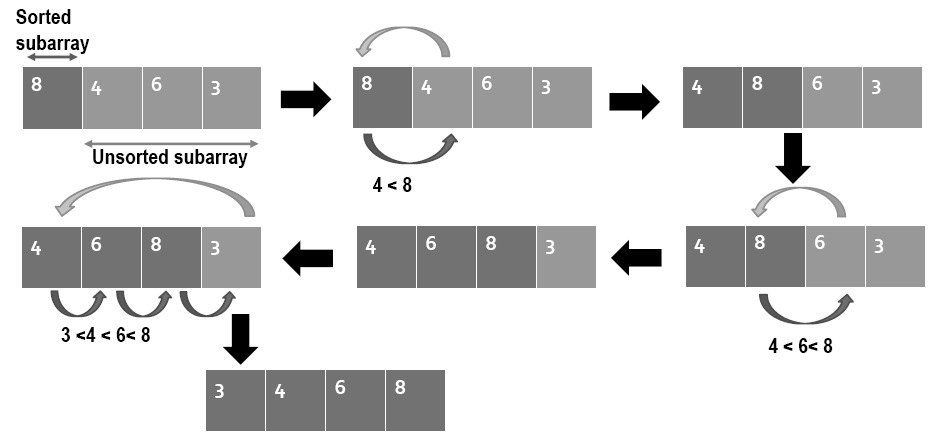 Sorted
subarray
8 4 6 3
Unsorted subarray
8 4 6 3
4 < 8
4 8 6 3
4 8 6 3
4 < 6< 8
4 6 8 3
4 6 8 3
3 <4 < 6< 8
3 4 6 8